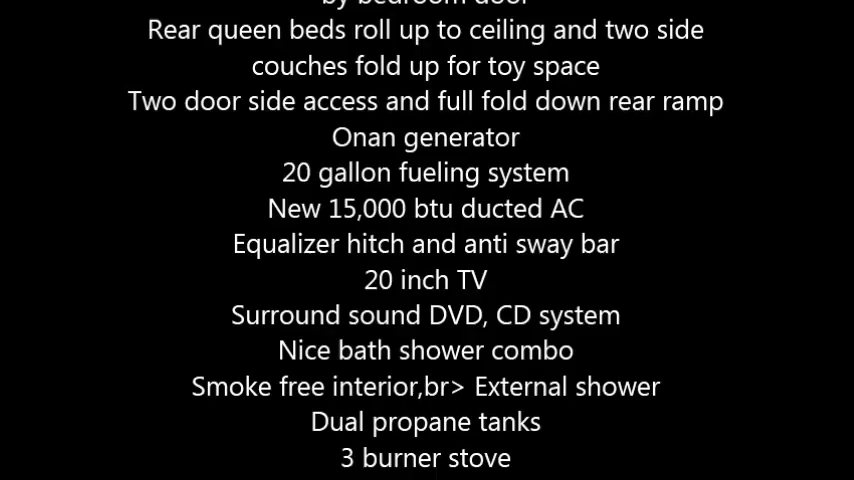 by bedroom door
Rear queen beds roll up to ceiling and two side
couches fold up for toy space
Two door side access and full fold down rear ramp
Onan generator
20 gallon fueling system
New 15,000 btu ducted AC
Equalizer hitch and anti sway bar
20 inch TV
Surround sound DVD, CD system
Nice bath shower combo
Smoke free interior,br> External shower
Dual propane tanks
3 burner stove